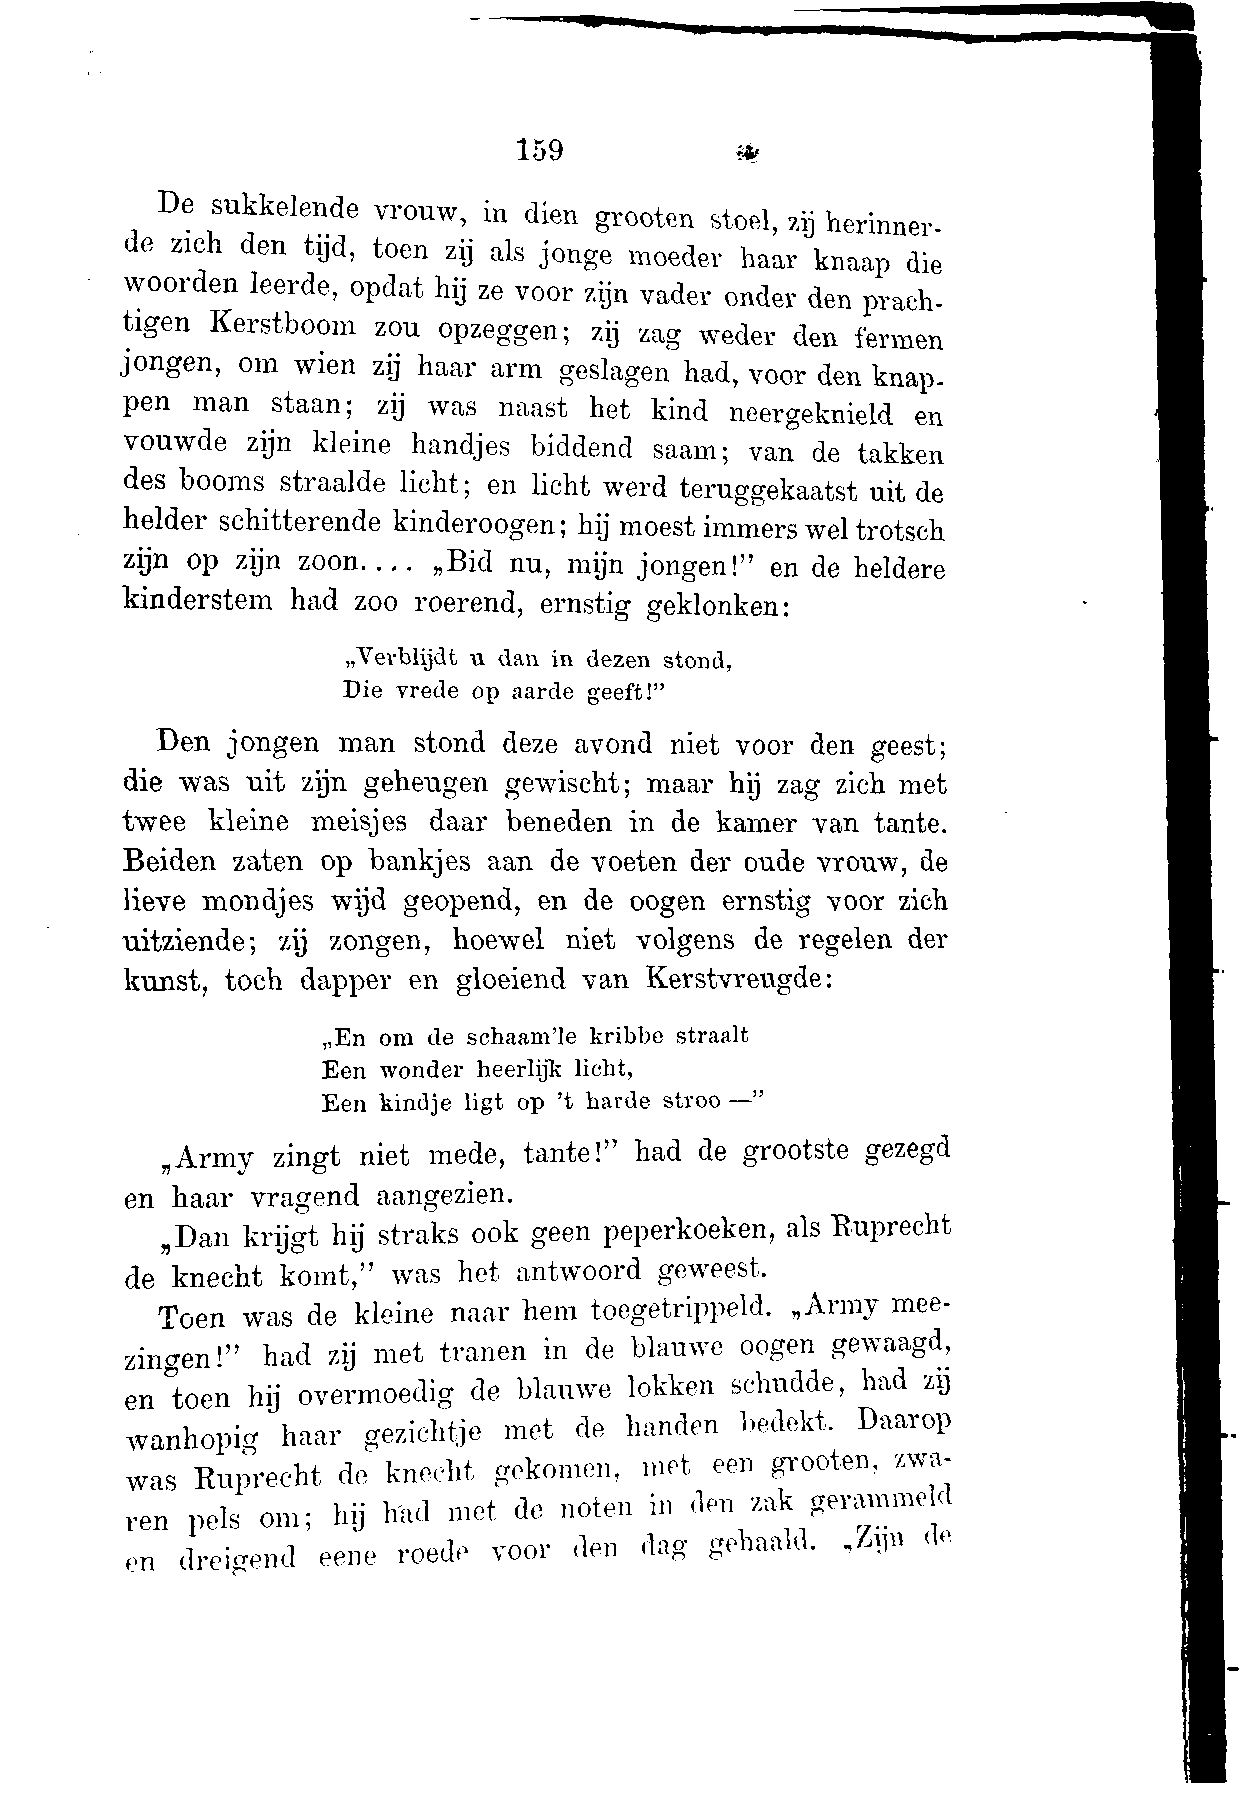 159
De sukkelende vrouw, in dien grooten stoel, zij herinner-
de zich den tijd, toen zij als jonge moeder haar knaap die
woorden leerde, opdat hij ze voor zijn vader onder den prach-
tigen Kerstboom zou opzeggen; zij zag weder den fermen
jongen, om wien zij haar arm geslagen had, voor den knap-
pen man staan; zij was naast het kind neergeknield en
vouwde zijn kleine handjes biddend saam; van de takken
des booms straalde licht; en licht werd teruggekaatst uit de
helder schitterende kinderoogen; hij moest immers wel trotsch
zijn op zijn zoon.... „Bid nu, mijn jongen!” en de heldere
kinderstem had zoo roerend, ernstig geklonken:
„Verblijdt u dan in dezen stond,
Die vrede op aarde geeft!”
Den jongen man stond deze avond niet voor den geest;
die was uit zijn geheugen gewischt; maar hij zag zich met
twee kleine meisjes daar beneden in de kamer van tante.
Beiden zaten op bankjes aan de voeten der oude vrouw, de
lieve mondjes wijd geopend, en de oogen ernstig voor zich
uitziende; zij zongen, hoewel niet volgens de regelen der
kunst, toch dapper en gloeiend van Kerstvreugde:
„En om de schaam'le kribbe straalt
Een wonder heerlijk licht,
Een kindje ligt op 't harde stroo —”
„Army zingt niet mede, tante!” had de grootste gezegd
en haar vragend aangezien.
„Dan krijgt hij straks ook geen peperkoeken, als Ruprecht
de knecht komt,” was het antwoord geweest.
Toen was de kleine naar hem toegetrippeld. „Army mee-
zingen!” had zij met tranen in de blauwe oogen gewaagd,
en toen hij overmoedig de blauwe lokken schudde, had zij
wanhopig haar gezichtje met de handen bedekt. Daarop
was Ruprecht de knecht gekomen, met een grooten, zwa-
ren pels om; hij had met de noten in den zak gerammeld
en dreigend eene roede voor den dag gehaald. „Zijn de